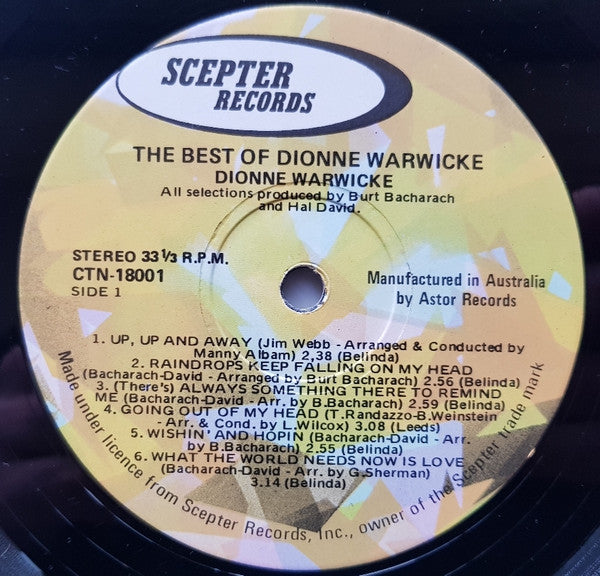 SCEPTER
RECORDS
THE BEST OF DIONNE WARWICKE
DIONNE WARWICKE
All selections produced by Burt Bacharach
and Hal David.
STEREO 33 1/3 R.P.M.
CTN-18001
SIDE 1
Manufactured in Australia
by Astor Records
1. UP, UP AND AWAY (Jim Webb - Arranged & Conducted by
Manny Albam) 2,38 (Belinda)
2. RAINDROPS KEEP FALLING ON MY HEAD
(Bacharach-David - Arranged by Burt Bacharach) 2.56 (Belinda)
3. (There's) ALWAYS SOMETHING THERE TO REMIND
ME (Bacharach-David - Arr. by B.Bacharach) 2.59 (Belinda)
4. GOING OUT OF MY HEAD (T.Randazzo-B.Weinstein
- Arr. & Cond. by L.Wilcox) 3.08 (Leeds)
5. WISHIN' AND HOPIN (Bacharach-David - Arr.
by B.Bacharach) 2.55 (Belinda)
6. WHAT THE WORLD NEEDS NOW IS LOVE
(Bacharach-David - Arr. by G.Sherman)
3.14 (Belinda)
Made under licence from Scepter Records, Inc., owner of the Scepter trade mark